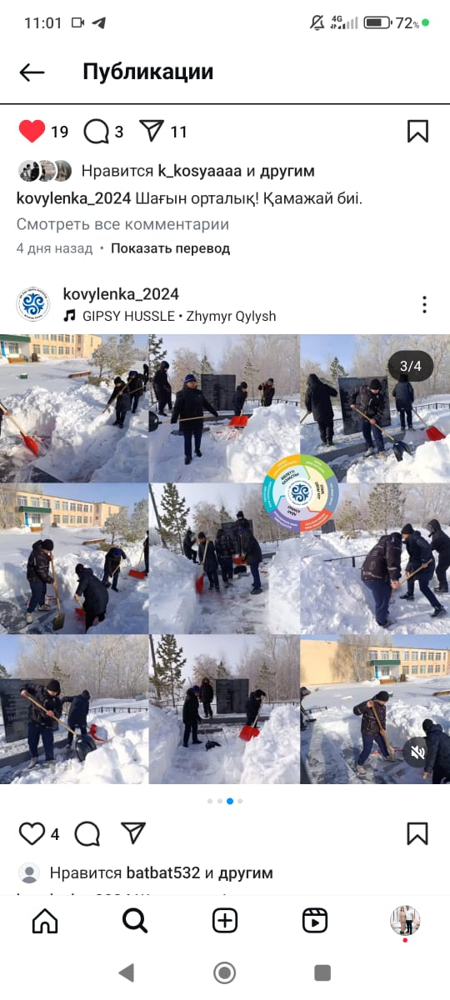 11:01
4G
72%
Публикации
19
3
11
Нравится k_kosyaaaa и другим
kovylenka_2024 Шағын орталық! Қамажай биі.
Смотреть все комментарии
4 дня назад • Показать перевод
kovylenka_2024
GIPSY HUSSLE • Zhymyr Qylysh
3/4
4
Нравится batbat532 и другим